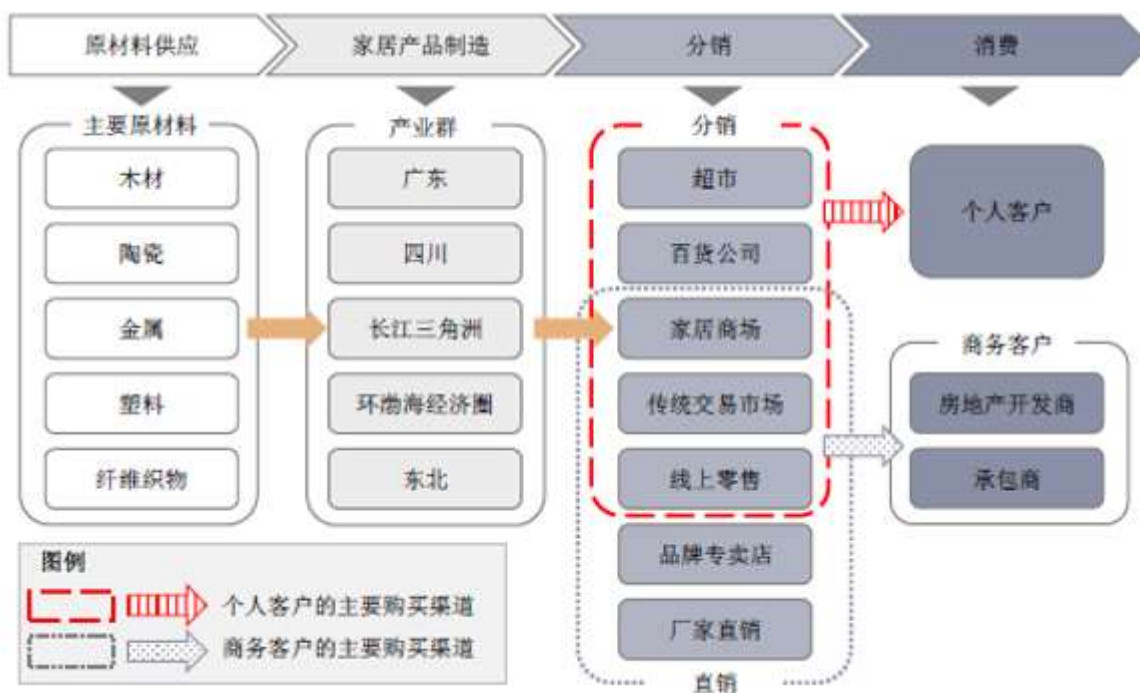 原材料供应
家居产品制造
分销
消费
主要原材料
木材
陶瓷
金属
塑料
纤维织物
产业群
广东
四川
长江三角洲
环渤海经济圈
东北
分销
超市
百货公司
家居商场
传统交易市场
线上零售
品牌专卖店
厂家直销
直销
个人客户
商务客户
房地产开发商
承包商
图例
个人客户的主要购买渠道
商务客户的主要购买渠道